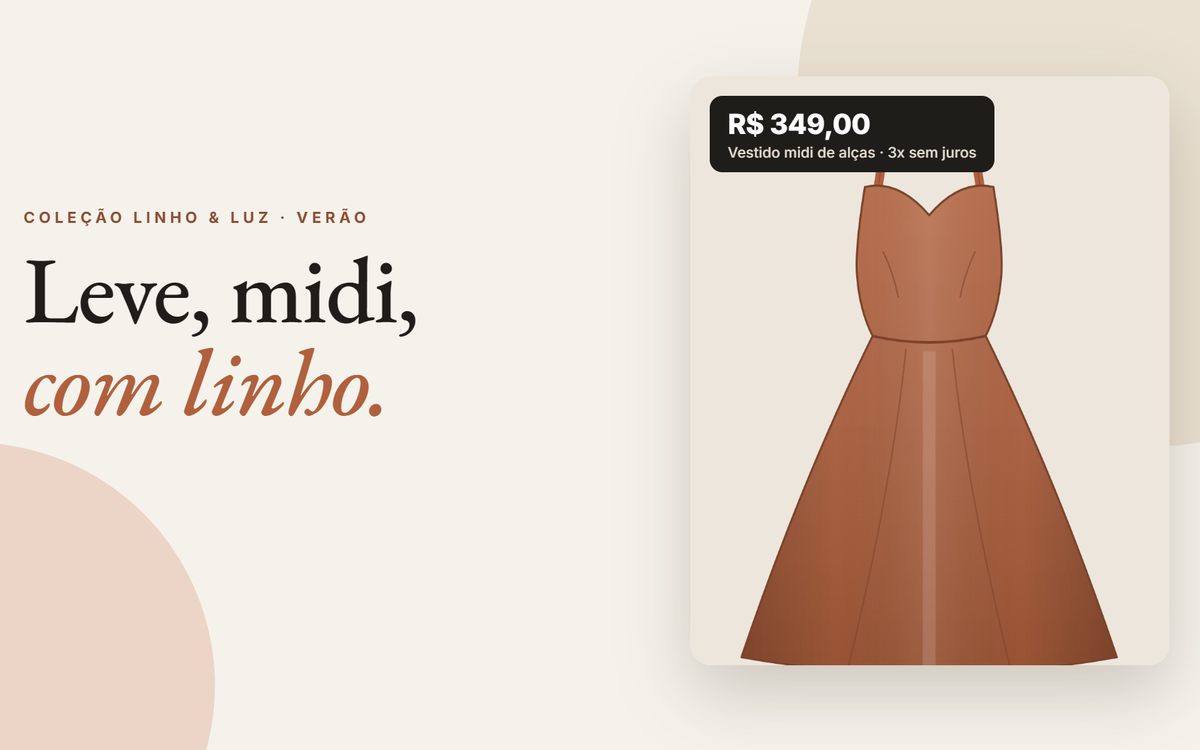 COLEÇÃO LINHO & LUZ · VERÃO
Leve, midi,
com linho.
R$ 349,00
Vestido midi de alças · 3x sem juros